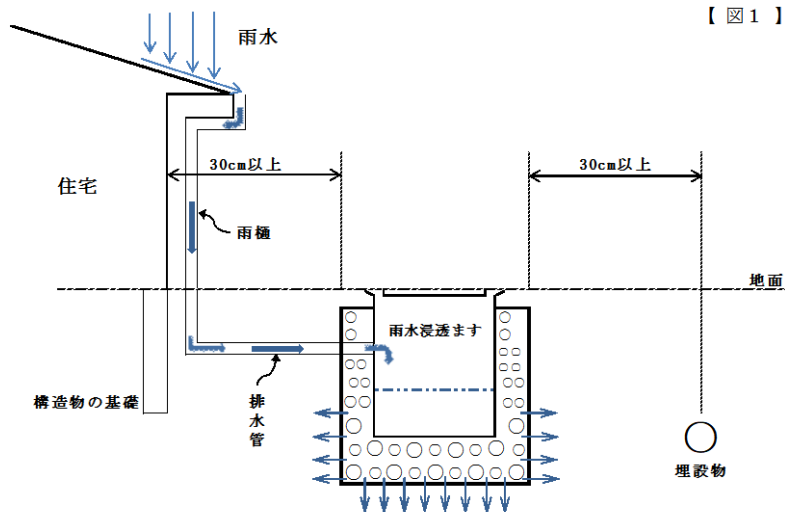 【 図1 】
雨水
30cm以上
30cm以上
住宅
雨樋
地面
雨水浸透ます
構造物の基礎
排水管
埋設物